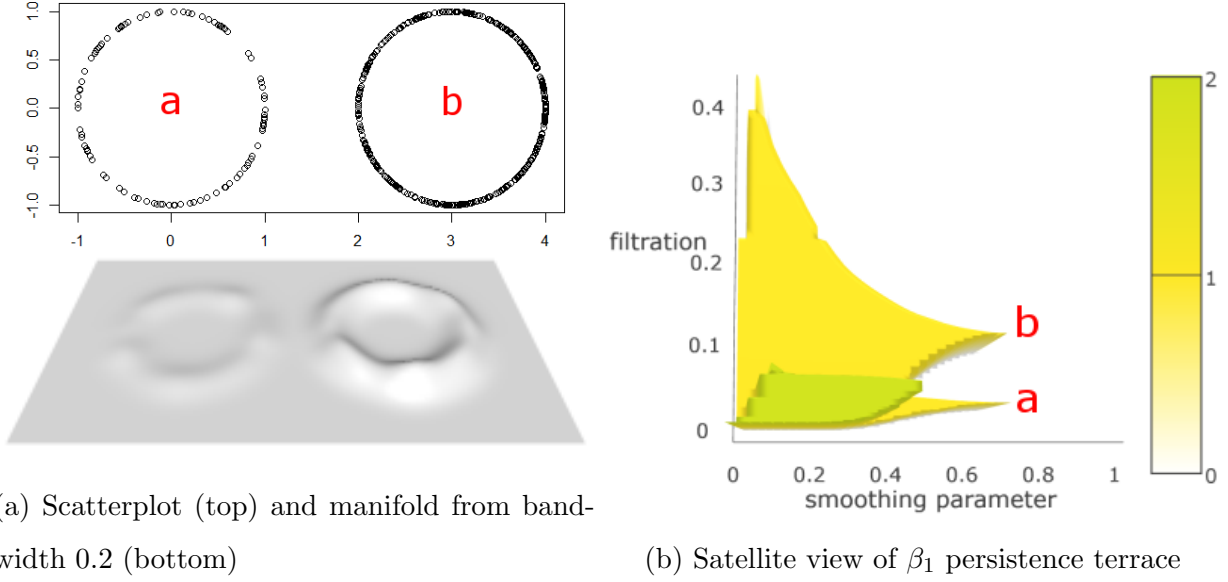 1.0
0.5
0.0
-0.5
-1.0
a
b
-1 0 1 2 3 4
(a) Scatterplot (top) and manifold from band-
width 0.2 (bottom)
0.4
0.3
filtration
0.2
0.1
0
b
a
0 0.2 0.4 0.6 0.8 1
smoothing parameter
2
1
0
(b) Satellite view of β1 persistence terrace